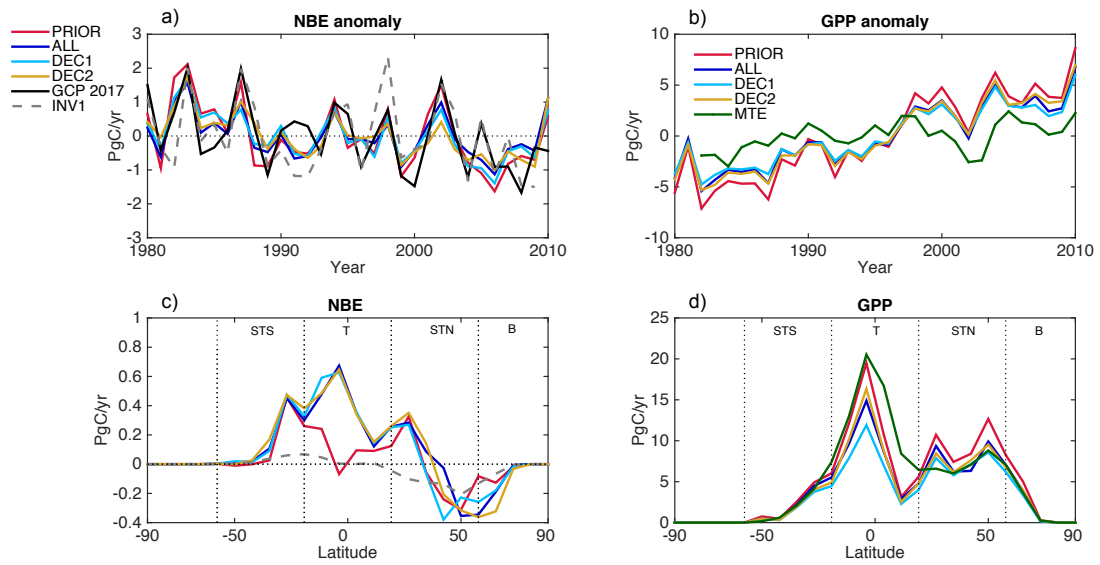 a) NBE anomaly
PRIOR
ALL
DEC1
DEC2
GCP 2017
INV1
3
2
1
0
-1
-2
-3
PgC/yr
1980 1990 2000 2010
Year
b) GPP anomaly
PRIOR
ALL
DEC1
DEC2
MTE
10
5
0
-5
-10
PgC/yr
1980 1990 2000 2010
Year
c) NBE
STS T STN B
1
0.8
0.6
0.4
0.2
0
-0.2
-0.4
PgC/yr
-90 -50 0 50 90
Latitude
d) GPP
STS T STN B
25
20
15
10
5
0
PgC/yr
-90 -50 0 50 90
Latitude